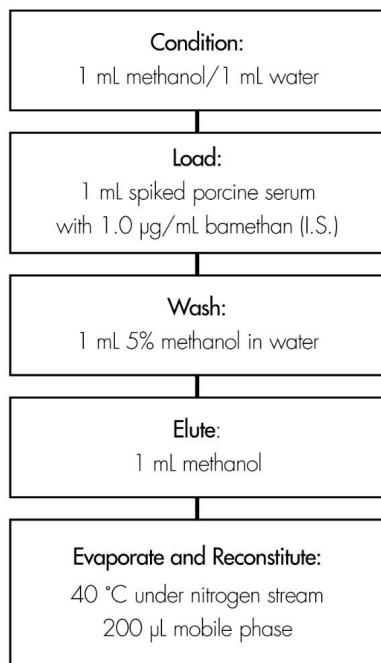 Condition:
1 mL methanol/1 mL water
Load:
1 mL spiked porcine serum
with 1.0 µg/mL bamethan (I.S.)
Wash:
1 mL 5% methanol in water
Elute:
1 mL methanol
Evaporate and Reconstitute:
40 °C under nitrogen stream
200 µL mobile phase